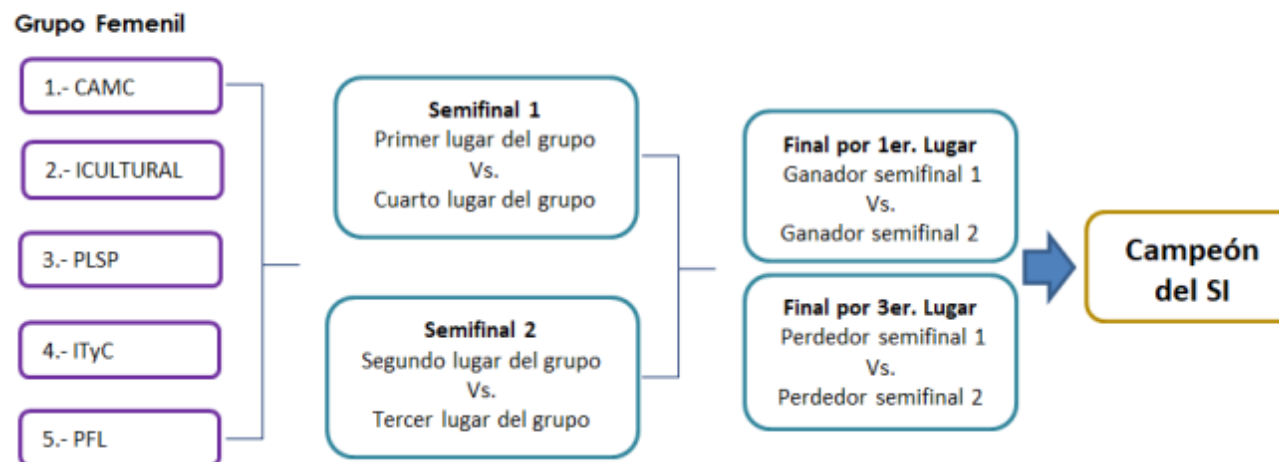 Grupo Femenil
1.- CAMC
2.- ICULTURAL
3.- PLSP
4.- ITyC
5.- PFL
Semifinal 1
Primer lugar del grupo
Vs.
Cuarto lugar del grupo
Semifinal 2
Segundo lugar del grupo
Vs.
Tercer lugar del grupo
Final por 1er. Lugar
Ganador semifinal 1
Vs.
Ganador semifinal 2
Final por 3er. Lugar
Perdedor semifinal 1
Vs.
Perdedor semifinal 2
Campeón
del SI